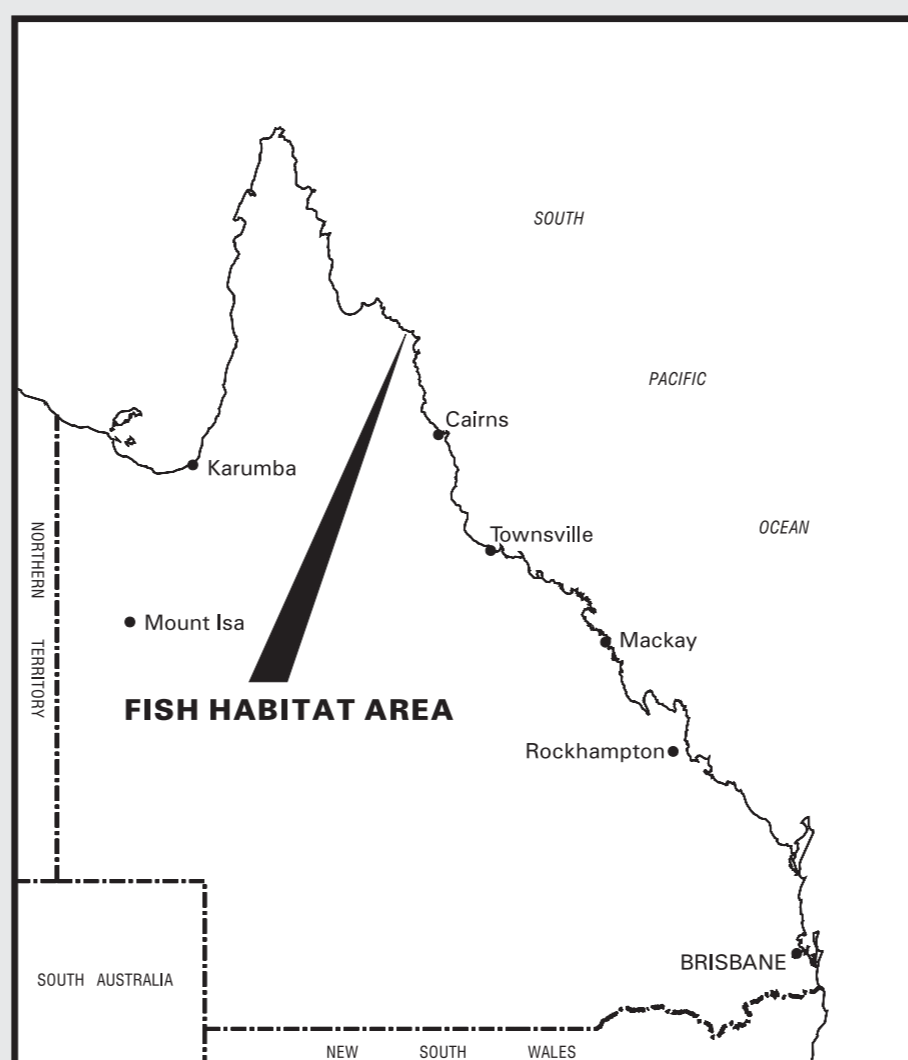 SOUTH
PACIFIC
Cairns
Karumba
OCEAN
Townsville
NORTHERN TERRITORY
Mount Isa
Mackay
FISH HABITAT AREA
Rockhampton
BRISBANE
SOUTH AUSTRALIA
NEW SOUTH WALES